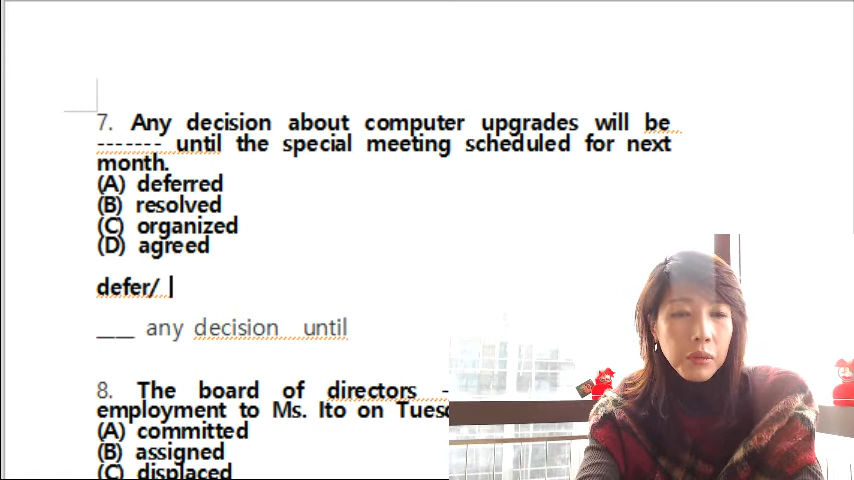 7. Any decision about computer upgrades will be
------- until the special meeting scheduled for next
month.
(A) deferred
(B) resolved
(C) organized
(D) agreed
defer/
____ any decision until
8. The board of directors -
employment to Ms. Ito on Tues
(A) committed
(B) assigned
(C) displaced